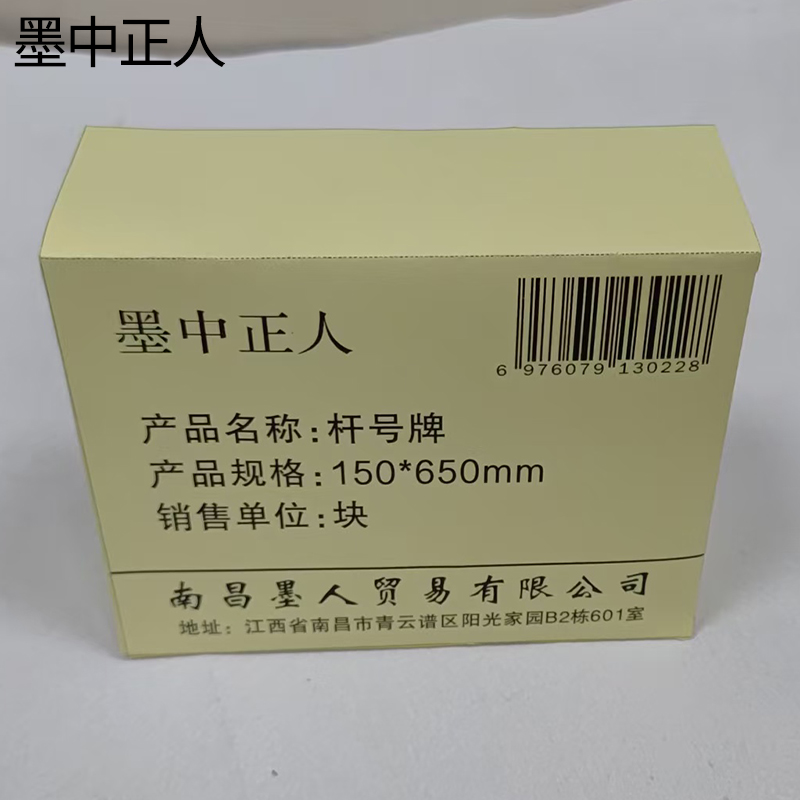 墨中正人
墨中正人
6 976079 130228
产品名称:杆号牌
产品规格:150*650mm
销售单位:块
南昌墨人贸易有限公司
地址：江西省南昌市青云谱区阳光家园B2栋601室